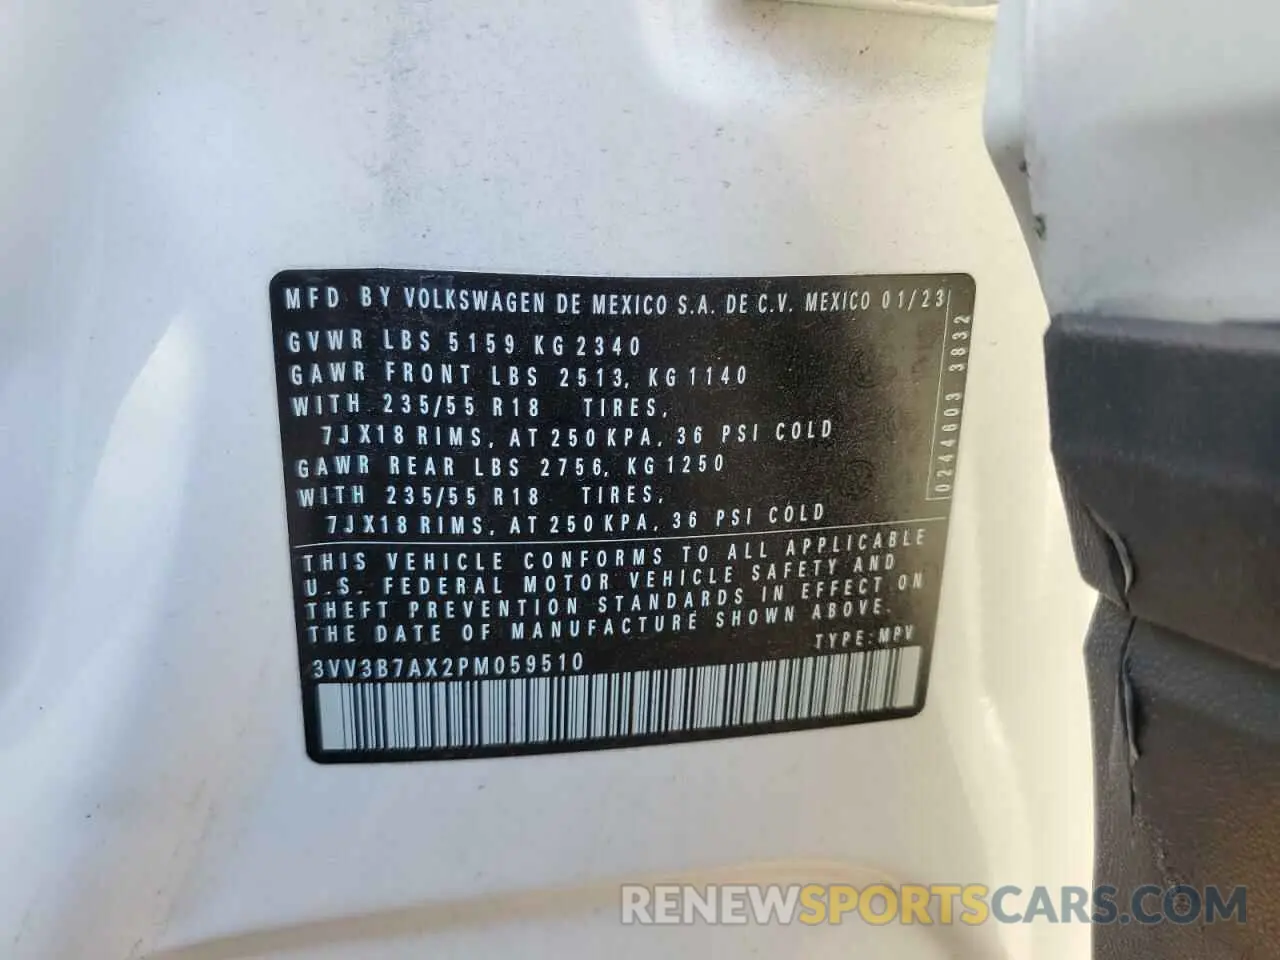 MFD BY VOLKSWAGEN DE MEXICO S.A. DE C.V. MEXICO 01/23
GVWR LBS 5159 KG 2340
GAWR FRONT LBS 2513, KG 1140
WITH 235/55 R18 TIRES,
7JX18 RIMS, AT 250 KPA, 36 PSI COLD
GAWR REAR LBS 2756, KG 1250
WITH 235/55 R18 TIRES,
7JX18 RIMS, AT 250 KPA, 36 PSI COLD
0244603 3832
THIS VEHICLE CONFORMS TO ALL APPLICABLE
U.S. FEDERAL MOTOR VEHICLE SAFETY AND
THEFT PREVENTION STANDARDS IN EFFECT ON
THE DATE OF MANUFACTURE SHOWN ABOVE.
TYPE: MPV
3VV3B7AX2PM059510
RENEWSPORTSCARS.COM